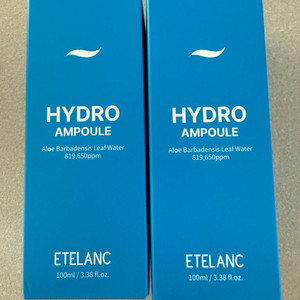 HYDRO
AMPOULE
Aloe Barbadensis Leaf Water
819,650ppm
ETELANC
100ml / 3.38 fl.oz.
HYDRO
AMPOULE
Aloe Barbadensis Leaf Water
819,650ppm
ETELANC
100ml / 3.38 fl.oz.